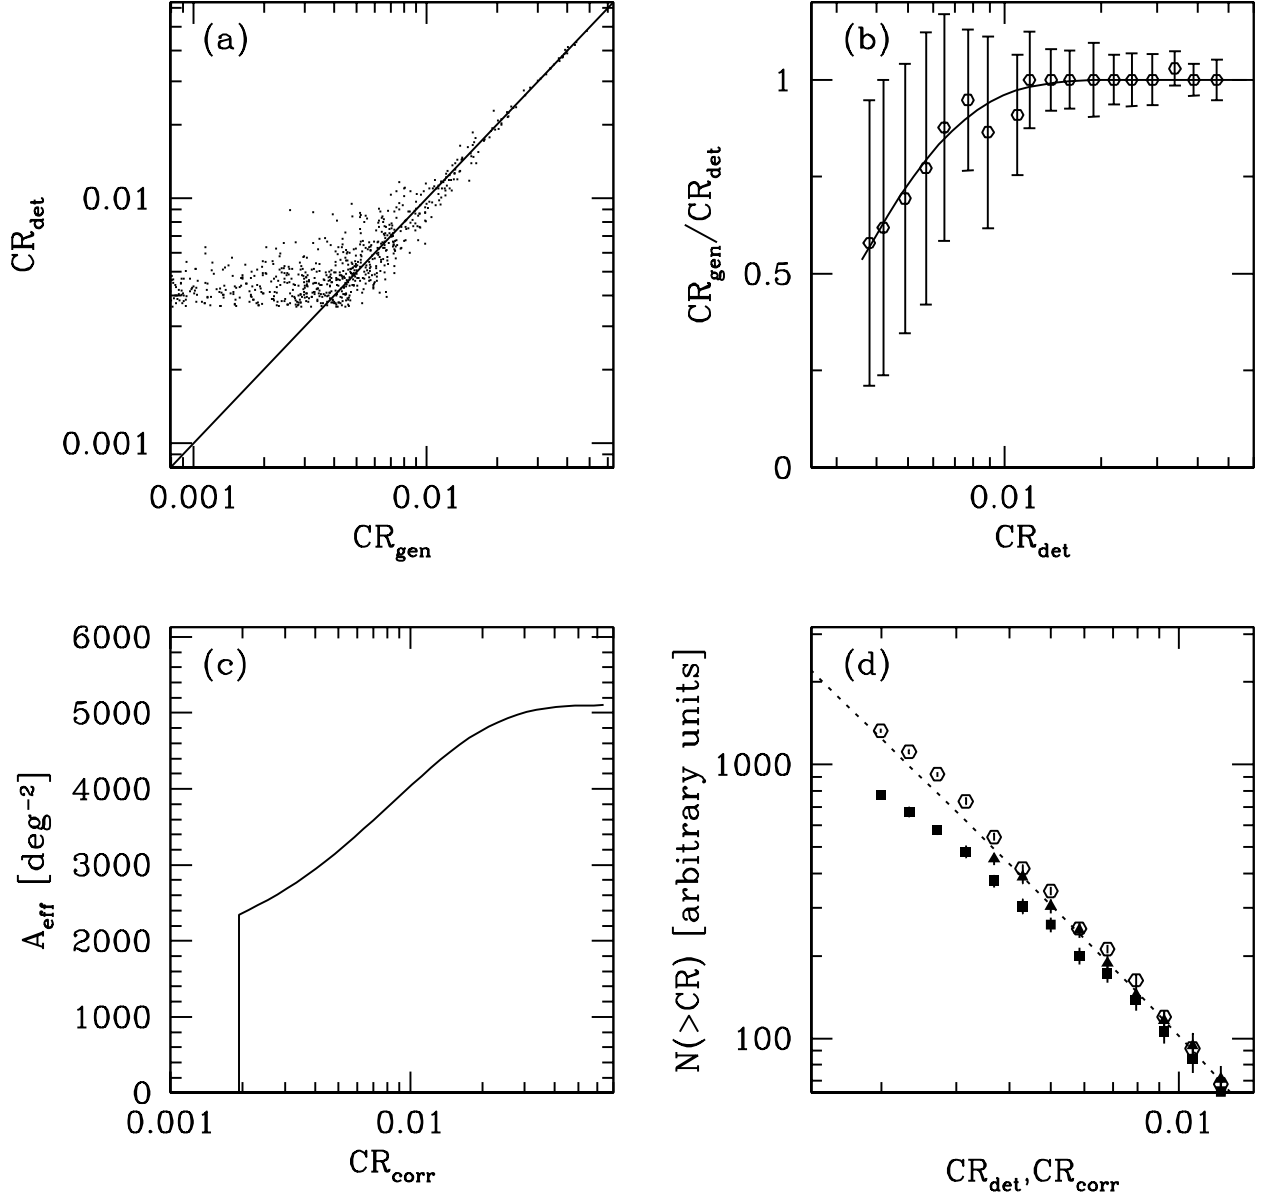 (a)
CR_det
0.01
0.001
0.001 0.01
CR_gen
(b)
CR_gen/CR_det
1
0.5
0
0.01
CR_det
(c)
A_eff [deg⁻²]
6000
5000
4000
3000
2000
1000
0
0.001 0.01
CR_corr
(d)
N(>CR) [arbitrary units]
1000
100
0.01
CR_det,CR_corr